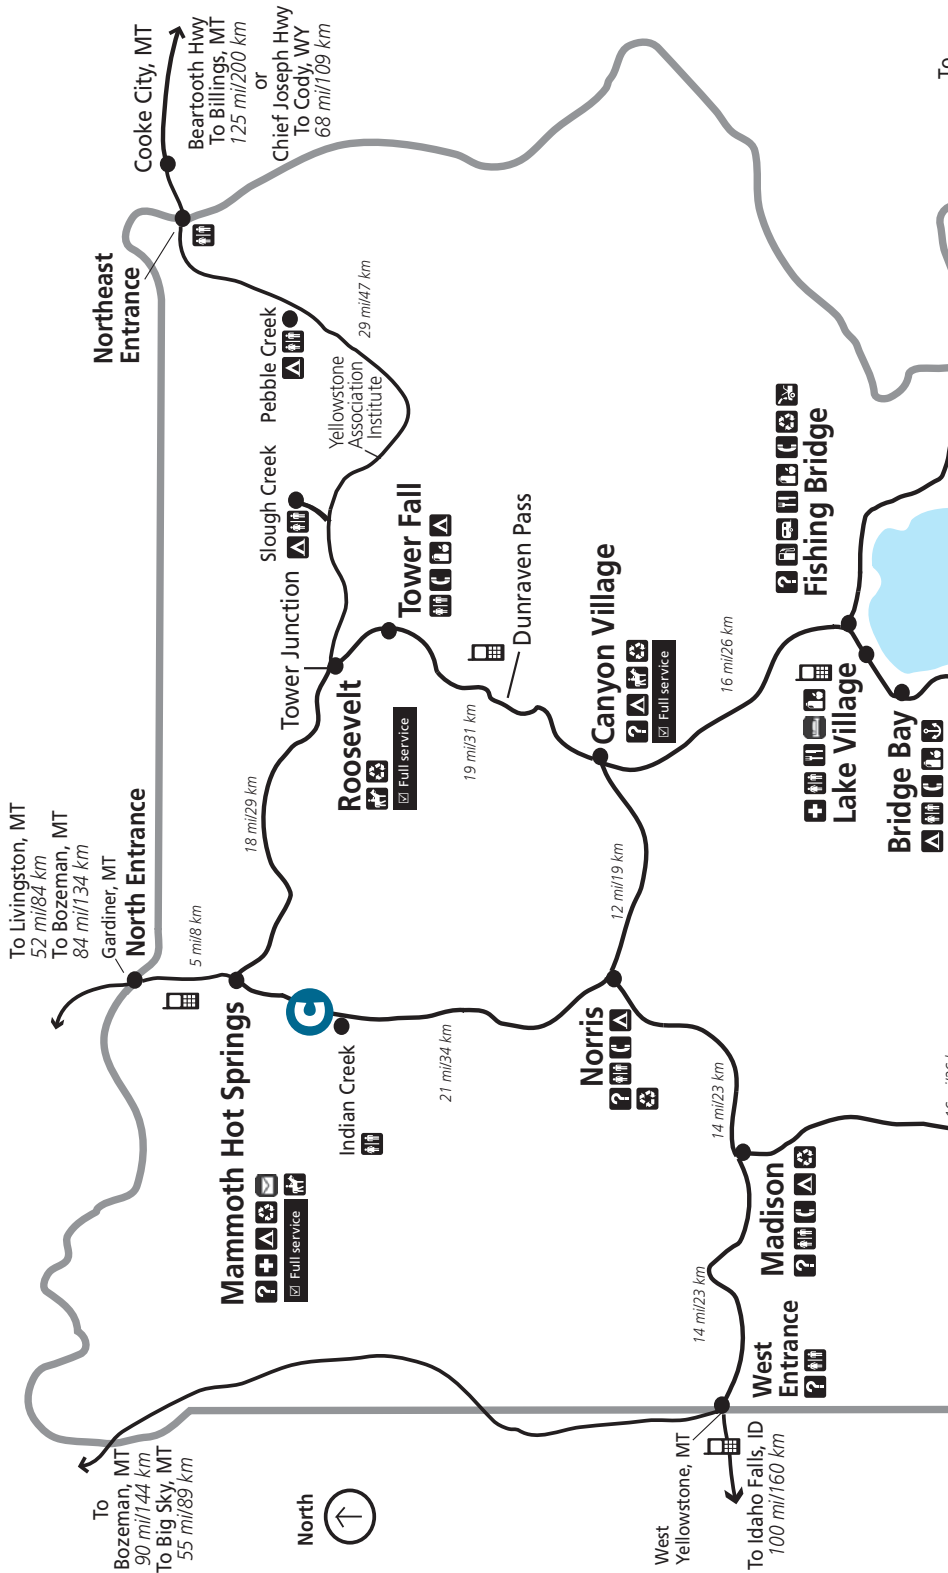 To
Bozeman, MT
90 mi/144 km
To Big Sky, MT
55 mi/89 km
North
To Livingston, MT
52 mi/84 km
To Bozeman, MT
84 mi/134 km
Gardiner, MT
North Entrance
5 mi/8 km
Mammoth Hot Springs
Full service
C
Indian Creek
21 mi/34 km
18 mi/29 km
Northeast
Entrance
Cooke City, MT
Beartooth Hwy
To Billings, MT
125 mi/200 km
or
Chief Joseph Hwy
To Cody, WY
68 mi/109 km
Pebble Creek
29 mi/47 km
Slough Creek
Yellowstone
Association
Institute
Tower Junction
Roosevelt
Full service
Tower Fall
19 mi/31 km
Dunraven Pass
Canyon Village
Full service
12 mi/19 km
16 mi/26 km
Norris
14 mi/23 km
Madison
14 mi/23 km
West
Entrance
West
Yellowstone, MT
To Idaho Falls, ID
100 mi/160 km
Fishing Bridge
Lake Village
Bridge Bay
To